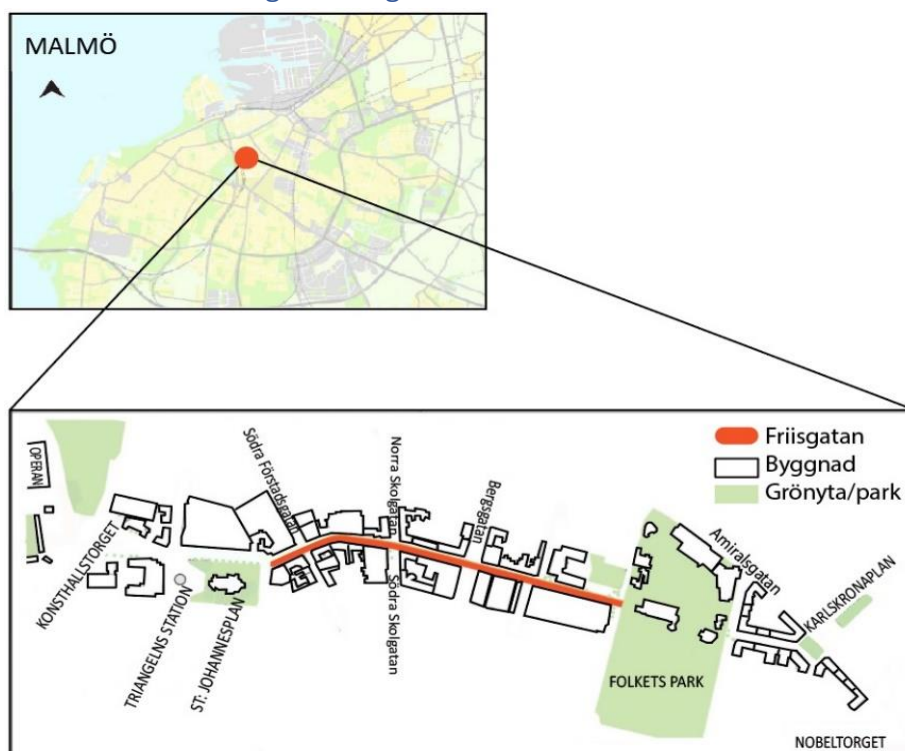 MALMÖ
Friisgatan
Byggnad
Grönyta/park
OPERAN
KONSTHALLSTORGET
TRIANGELNS STATION
ST: JOHANNESPLAN
Södra Förstadsgatan
Norra Skolgatan
Södra Skolgatan
Bergsgatan
Amiralsgatan
KARLSKRONAPLAN
FOLKETS PARK
NOBELTORGET